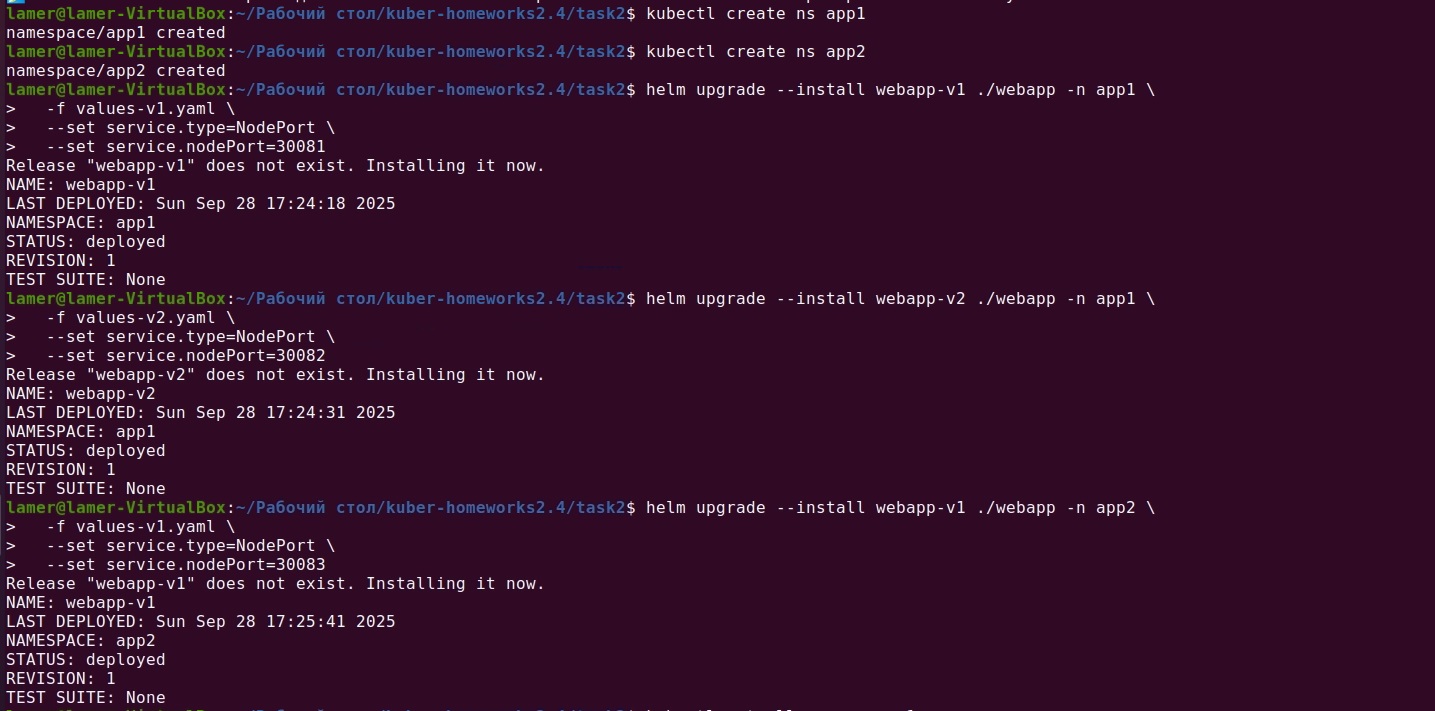 lamer@lamer-VirtualBox:~/Рабочий стол/kuber-homeworks2.4/task2$ kubectl create ns app1
namespace/app1 created
lamer@lamer-VirtualBox:~/Рабочий стол/kuber-homeworks2.4/task2$ kubectl create ns app2
namespace/app2 created
lamer@lamer-VirtualBox:~/Рабочий стол/kuber-homeworks2.4/task2$ helm upgrade --install webapp-v1 ./webapp -n app1 \
>   -f values-v1.yaml \
>   --set service.type=NodePort \
>   --set service.nodePort=30081
Release "webapp-v1" does not exist. Installing it now.
NAME: webapp-v1
LAST DEPLOYED: Sun Sep 28 17:24:18 2025
NAMESPACE: app1
STATUS: deployed
REVISION: 1
TEST SUITE: None
lamer@lamer-VirtualBox:~/Рабочий стол/kuber-homeworks2.4/task2$ helm upgrade --install webapp-v2 ./webapp -n app1 \
>   -f values-v2.yaml \
>   --set service.type=NodePort \
>   --set service.nodePort=30082
Release "webapp-v2" does not exist. Installing it now.
NAME: webapp-v2
LAST DEPLOYED: Sun Sep 28 17:24:31 2025
NAMESPACE: app1
STATUS: deployed
REVISION: 1
TEST SUITE: None
lamer@lamer-VirtualBox:~/Рабочий стол/kuber-homeworks2.4/task2$ helm upgrade --install webapp-v1 ./webapp -n app2 \
>   -f values-v1.yaml \
>   --set service.type=NodePort \
>   --set service.nodePort=30083
Release "webapp-v1" does not exist. Installing it now.
NAME: webapp-v1
LAST DEPLOYED: Sun Sep 28 17:25:41 2025
NAMESPACE: app2
STATUS: deployed
REVISION: 1
TEST SUITE: None